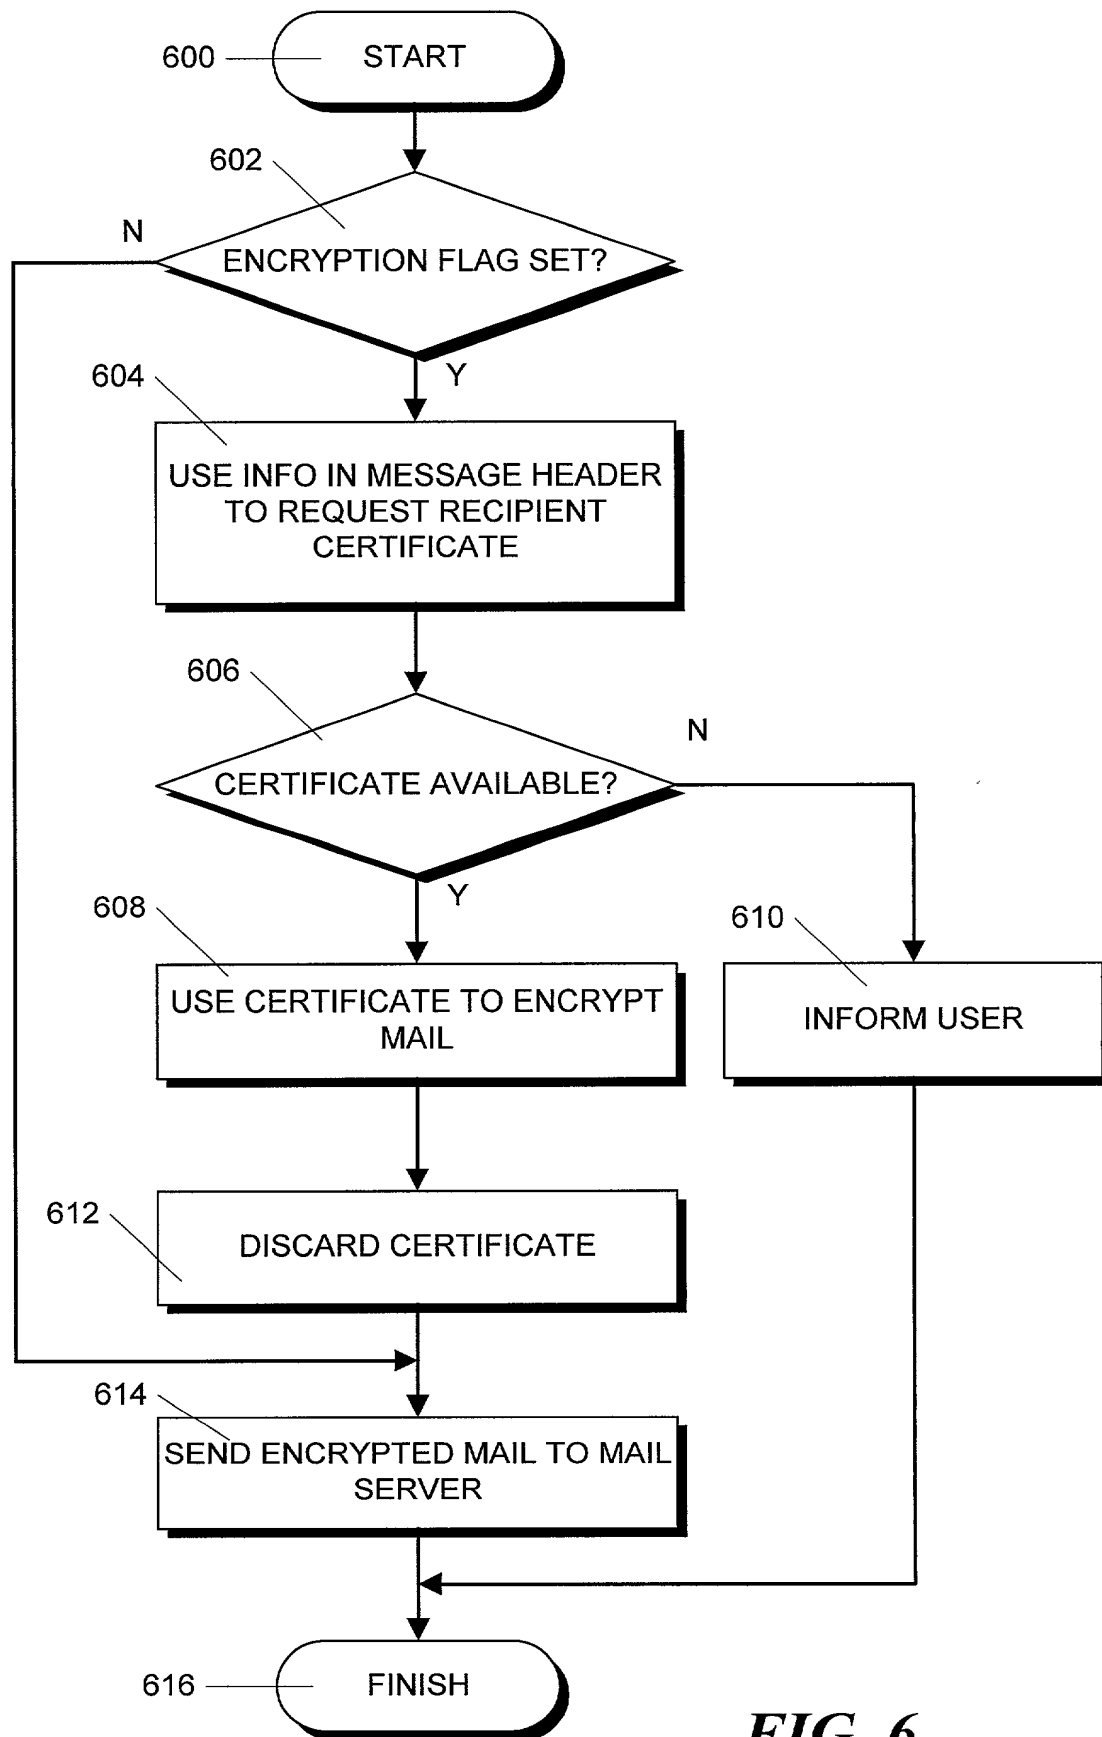 600
START
602
N
ENCRYPTION FLAG SET?
Y
604
USE INFO IN MESSAGE HEADER
TO REQUEST RECIPIENT
CERTIFICATE
606
N
CERTIFICATE AVAILABLE?
Y
608
610
USE CERTIFICATE TO ENCRYPT
MAIL
INFORM USER
612
DISCARD CERTIFICATE
614
SEND ENCRYPTED MAIL TO MAIL
SERVER
616
FINISH
FIG. 6